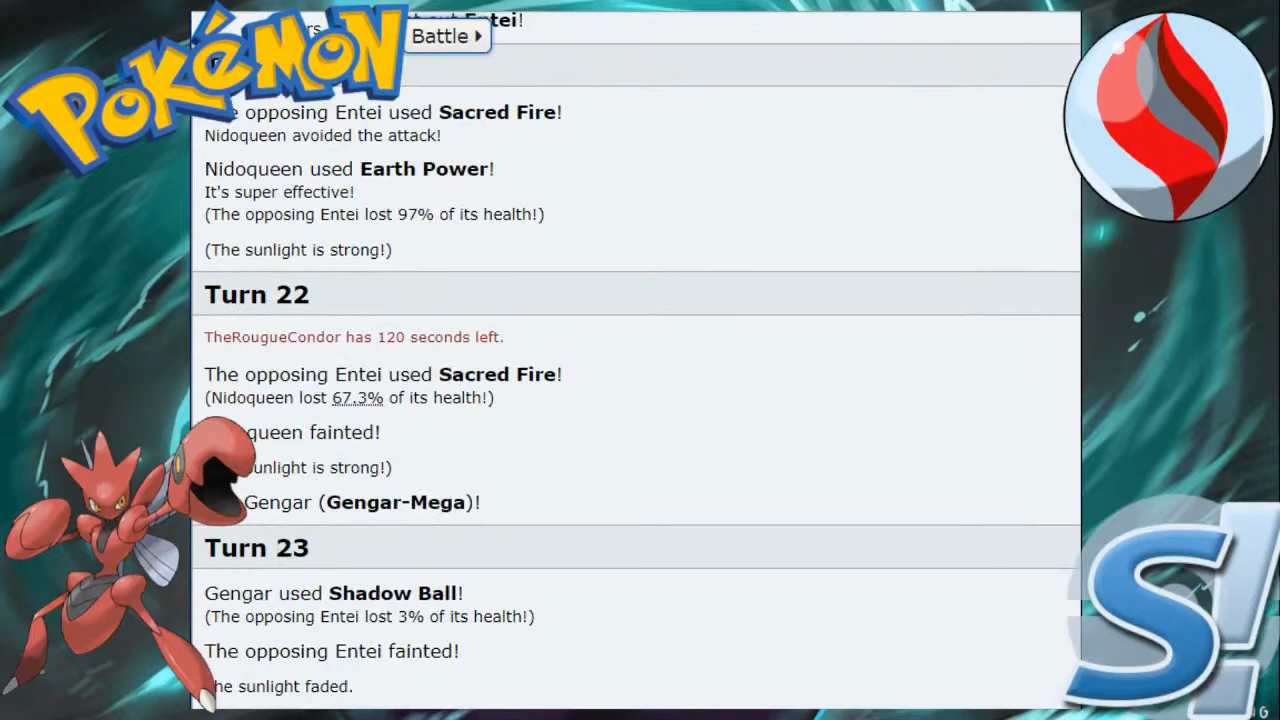 Entei!
POKéMON
Battle
opposing Entei used Sacred Fire!
Nidoqueen avoided the attack!
Nidoqueen used Earth Power!
It's super effective!
(The opposing Entei lost 97% of its health!)
(The sunlight is strong!)
Turn 22
TheRougueCondor has 120 seconds left.
The opposing Entei used Sacred Fire!
(Nidoqueen lost 67.3% of its health!)
queen fainted!
sunlight is strong!)
Gengar (Gengar-Mega)!
Turn 23
Gengar used Shadow Ball!
(The opposing Entei lost 3% of its health!)
The opposing Entei fainted!
The sunlight faded.
S!